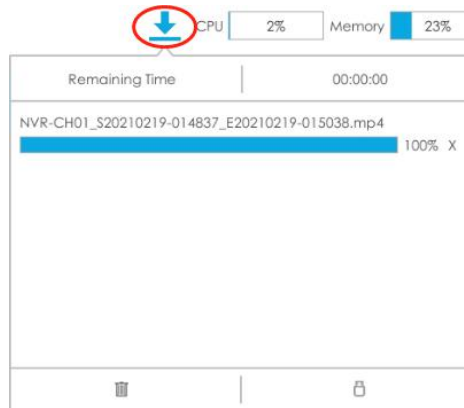 CPU 2% Memory 23%
Remaining Time 00:00:00
NVR-CH01_S20210219-014837_E20210219-015038.mp4
100% X